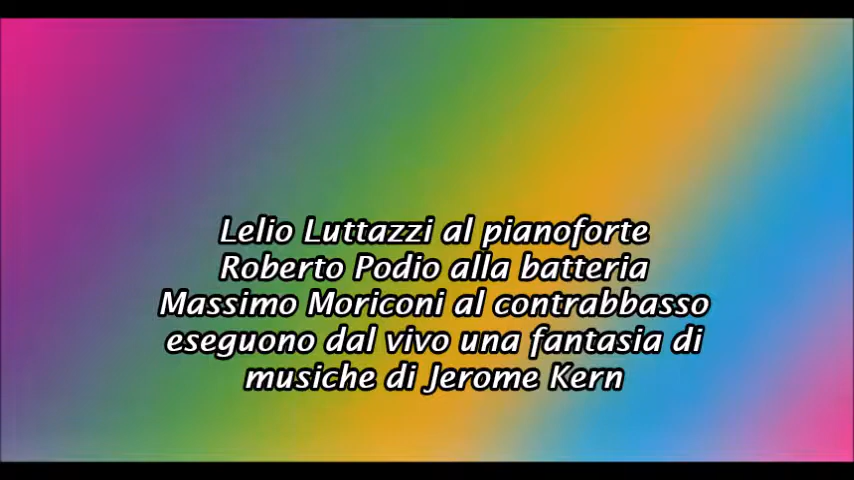 Lelio Luttazzi al pianoforte
Roberto Podio alla batteria
Massimo Moriconi al contrabbasso
eseguono dal vivo una fantasia di
musiche di Jerome Kern